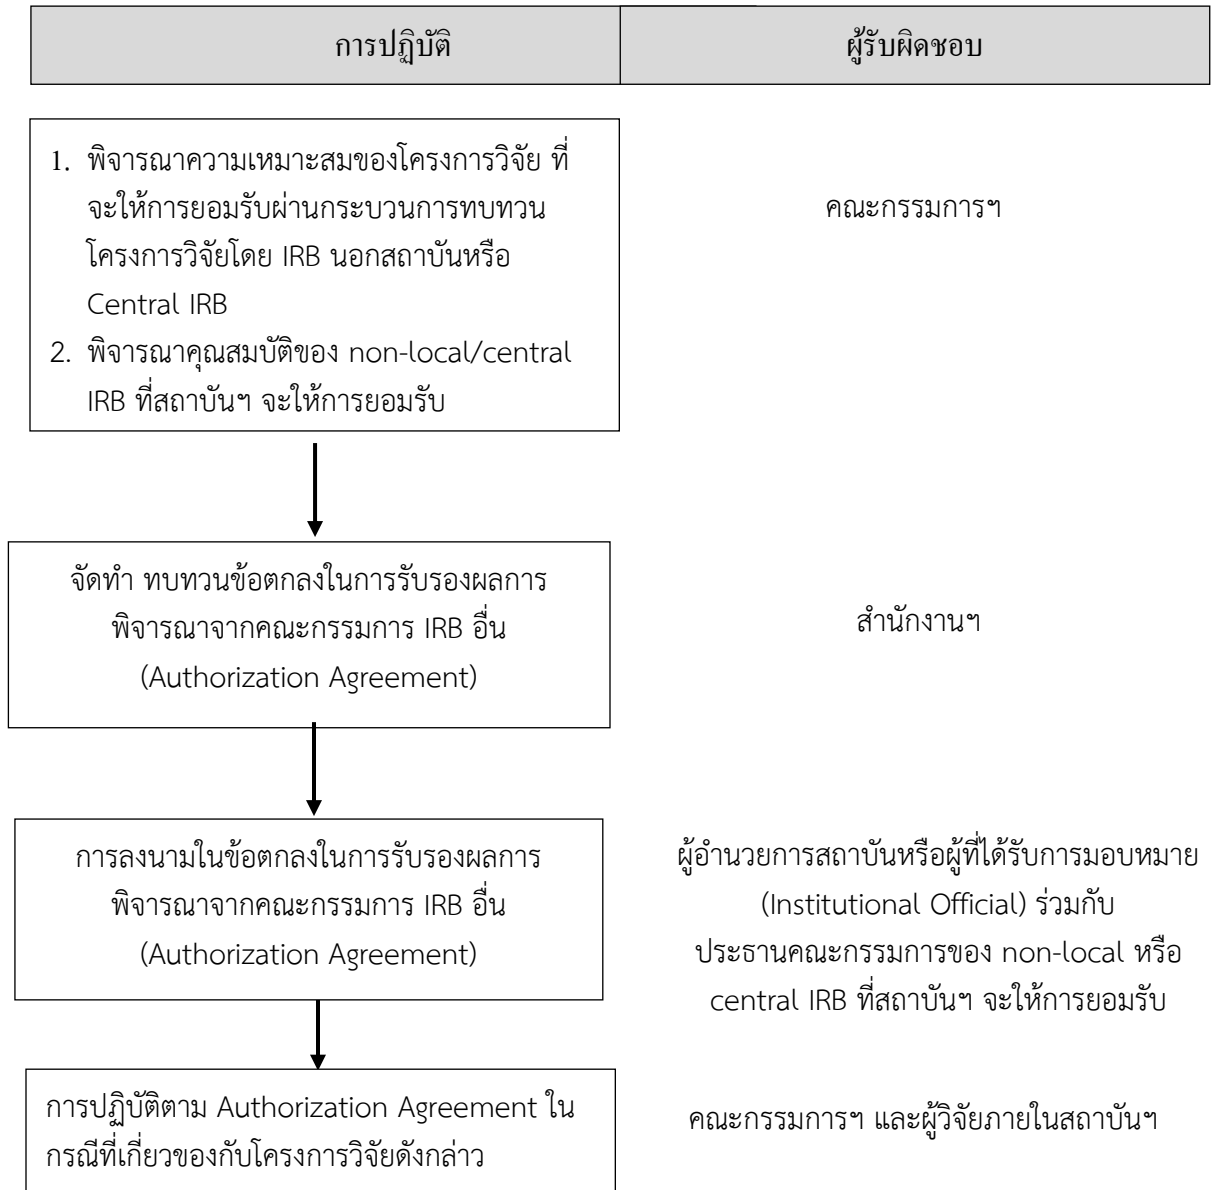 การปฏิบัติ
ผู้รับผิดชอบ
1. พิจารณาความเหมาะสมของโครงการวิจัย ที่
จะให้การยอมรับผ่านกระบวนการทบทวน
โครงการวิจัยโดย IRB นอกสถาบันหรือ
Central IRB
2. พิจารณาคุณสมบัติของ non-local/central
IRB ที่สถาบันฯ จะให้การยอมรับ
คณะกรรมการฯ
จัดทำ ทบทวนข้อตกลงในการรับรองผลการ
พิจารณาจากคณะกรรมการ IRB อื่น
(Authorization Agreement)
สำนักงานฯ
การลงนามในข้อตกลงในการรับรองผลการ
พิจารณาจากคณะกรรมการ IRB อื่น
(Authorization Agreement)
ผู้อำนวยการสถาบันหรือผู้ที่ได้รับการมอบหมาย
(Institutional Official) ร่วมกับ
ประธานคณะกรรมการของ non-local หรือ
central IRB ที่สถาบันฯ จะให้การยอมรับ
การปฏิบัติตาม Authorization Agreement ใน
กรณีที่เกี่ยวของกับโครงการวิจัยดังกล่าว
คณะกรรมการฯ และผู้วิจัยภายในสถาบันฯ